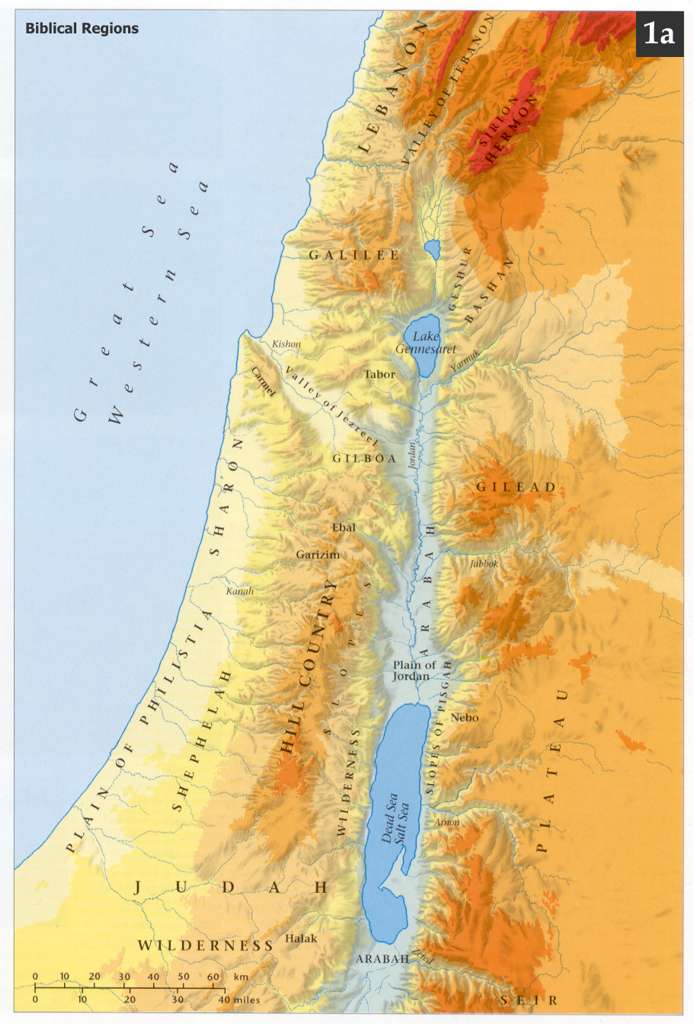 Biblical Regions
1a
LEBANON
VALLEY OF LEBANON
SIRION
HERMON
Great Sea
Western Sea
GALILEE
GESHUR
BASHAN
Lake
Gennesaret
Kishon
Yarmuk
Carmel
Tabor
Valley of Jezreel
GILBOA
Jordan
SHARON
GILEAD
Ebal
Garizim
ARABAH
Jabbok
Kanah
HILL COUNTRY
SLOPES
PLAIN OF PHILISTIA
SHEPHELAH
Plain of
Jordan
SLOPES OF PISGAH
Nebo
PLATEAU
WILDERNESS
Dead Sea
Salt Sea
Arnon
JUDAH
WILDERNESS
Halak
ARABAH
SEIR
0 10 20 30 40 50 60 km
0 10 20 30 40 miles